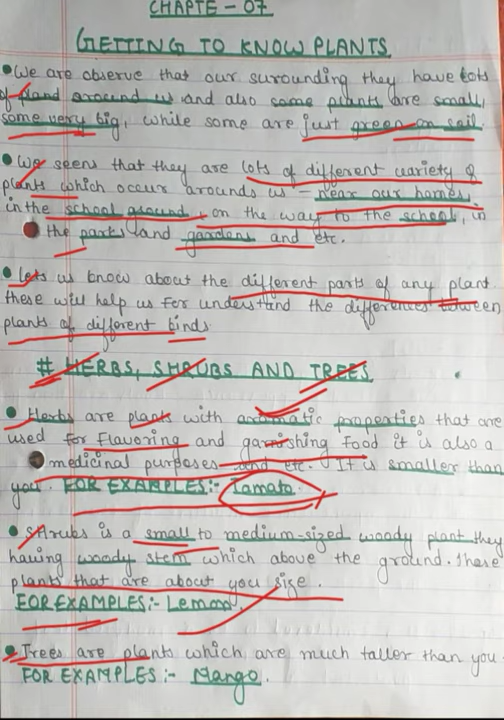 CHAPTE - 07
GETTING TO KNOW PLANTS
• We are observe that our surounding they have lots
of pland around us and also some plants are small,
some very big, while some are just green on soil.
• We seens that they are lots of different variety of
plants which occur arounds us - near our homes,
in the school ground, on the way to the school, in
the parks and gardens and etc.
• Lets us know about the different parts of any plant
these will help us for understand the differences between
plants of different kinds
# HERBS, SHRUBS AND TREES
• Herbs are plants with aromatic properties that are
used for flavoring and garnishing food it is also a
medicinal purposes and etc. It is smaller than
you. FOR EXAMPLES:- Tamato.
• Shrubs is a small to medium-sized woody plant they
having woody stem which above the ground. These
plants that are about you size.
FOR EXAMPLES:- Lemon.
• Trees are plants which are much taller than you.
FOR EXAMPLES:- Mango.